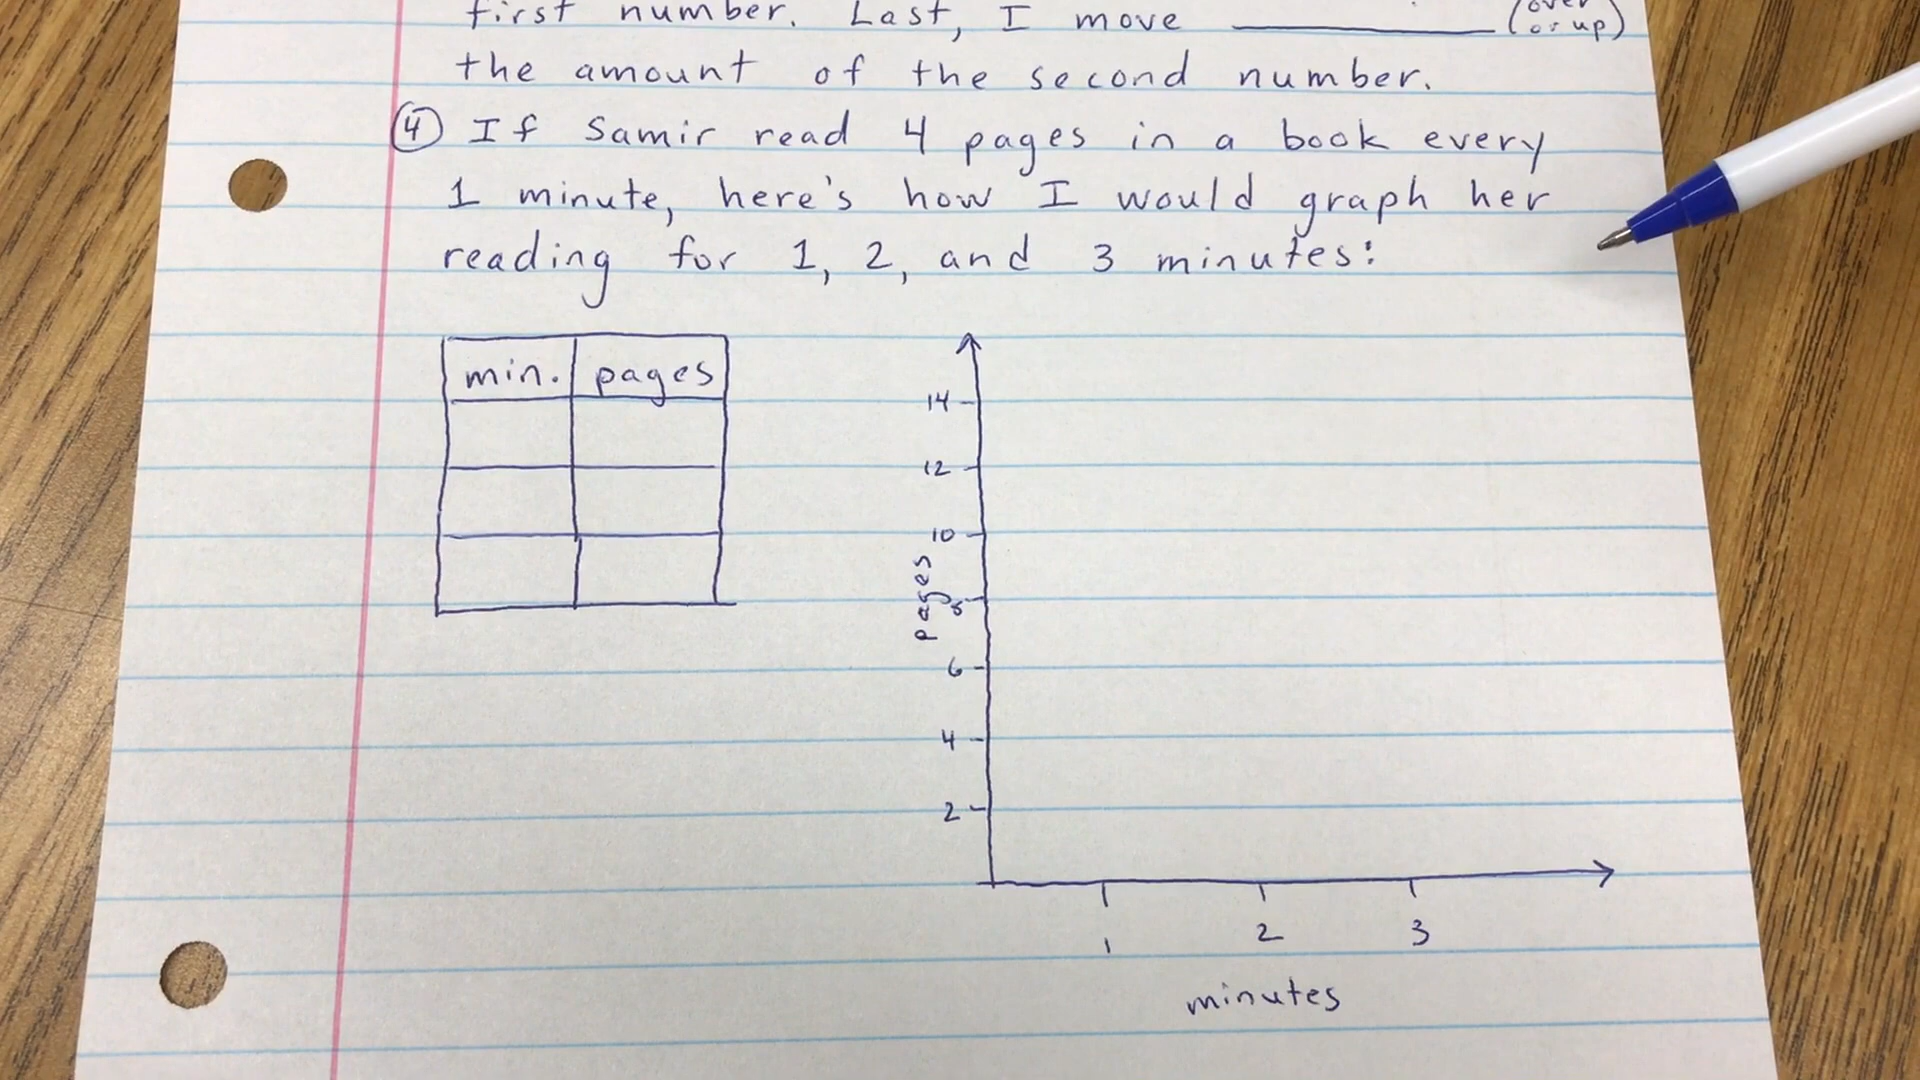 first number. Last, I move __________ (over
or up)
the amount of the second number.
4 If Samir read 4 pages in a book every
1 minute, here's how I would graph her
reading for 1, 2, and 3 minutes:
min. pages
14
12
10
8
6
4
2
pages
1 2 3
minutes